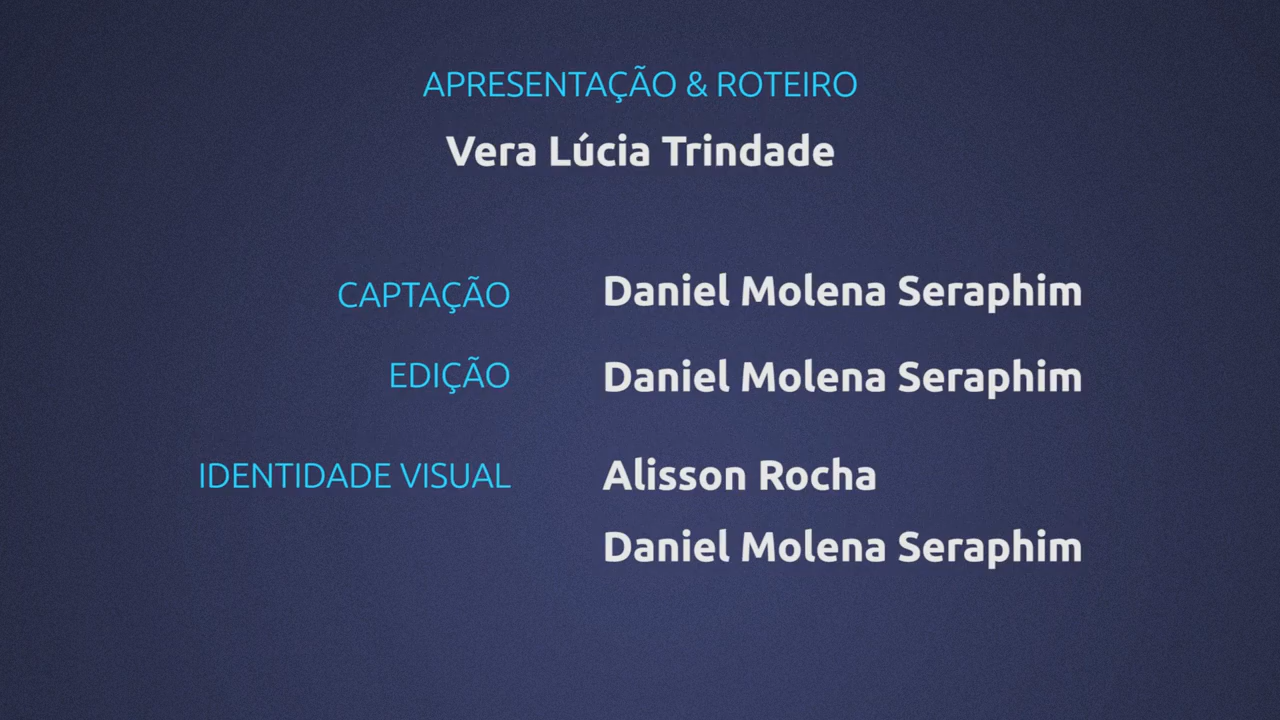 APRESENTAÇÃO & ROTEIRO
Vera Lúcia Trindade
CAPTAÇÃO Daniel Molena Seraphim
EDIÇÃO Daniel Molena Seraphim
IDENTIDADE VISUAL Alisson Rocha
Daniel Molena Seraphim